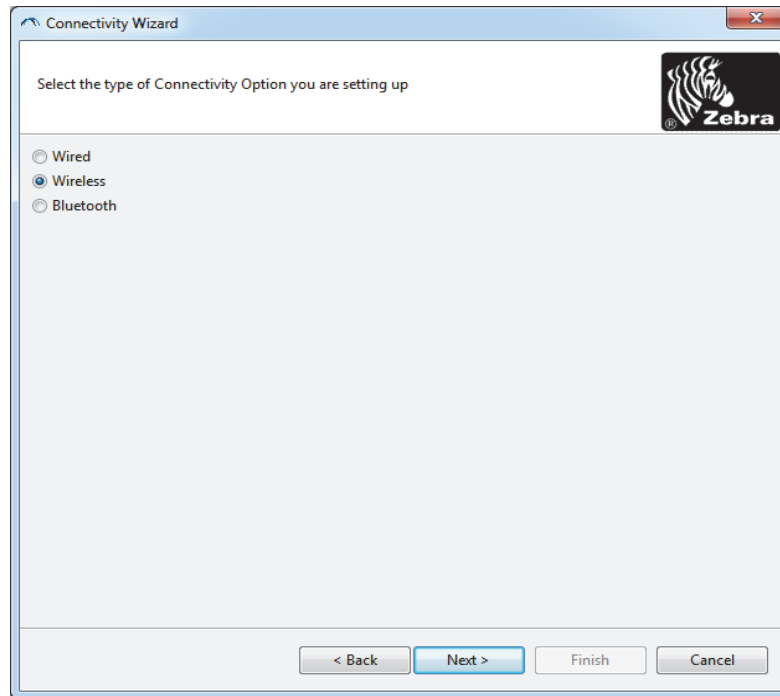 Connectivity Wizard
Select the type of Connectivity Option you are setting up
® Zebra
Wired
Wireless
Bluetooth
< Back Next > Finish Cancel